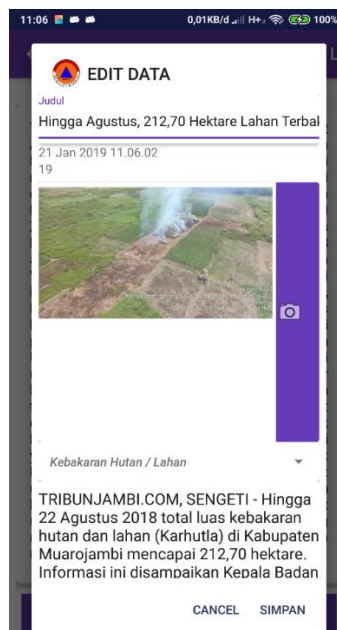 11:06 0,01KB/d H+ 100%
EDIT DATA
Judul
Hingga Agustus, 212,70 Hektare Lahan Terbak
21 Jan 2019 11.06.02
19
Kebakaran Hutan / Lahan
TRIBUNJAMBI.COM, SENGETI - Hingga
22 Agustus 2018 total luas kebakaran
hutan dan lahan (Karhutla) di Kabupaten
Muarojambi mencapai 212,70 hektare.
Informasi ini disampaikan Kepala Badan
CANCEL SIMPAN